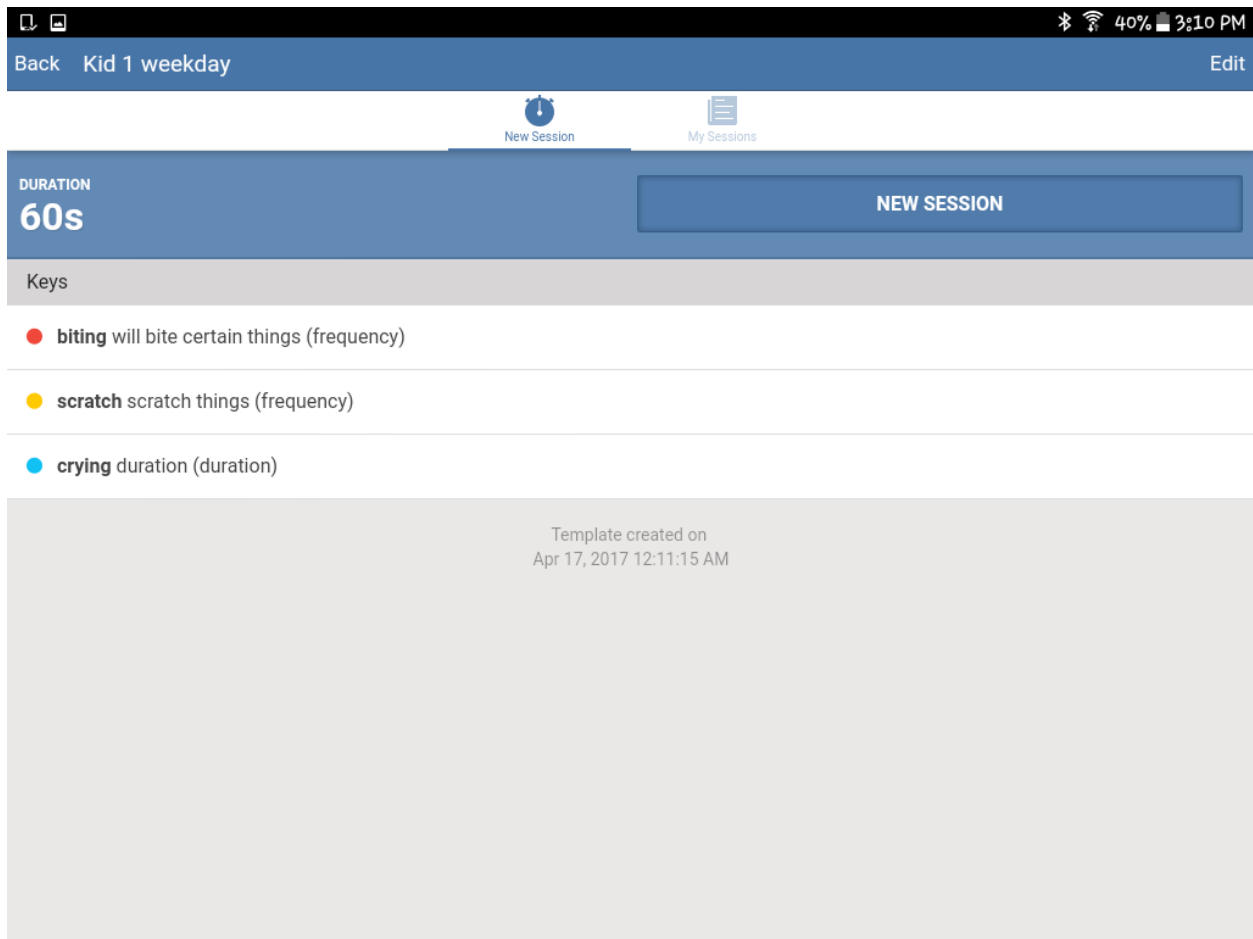 40% 3:10 PM
Back Kid 1 weekday Edit
New Session My Sessions
DURATION
60s
NEW SESSION
Keys
biting will bite certain things (frequency)
scratch scratch things (frequency)
crying duration (duration)
Template created on
Apr 17, 2017 12:11:15 AM